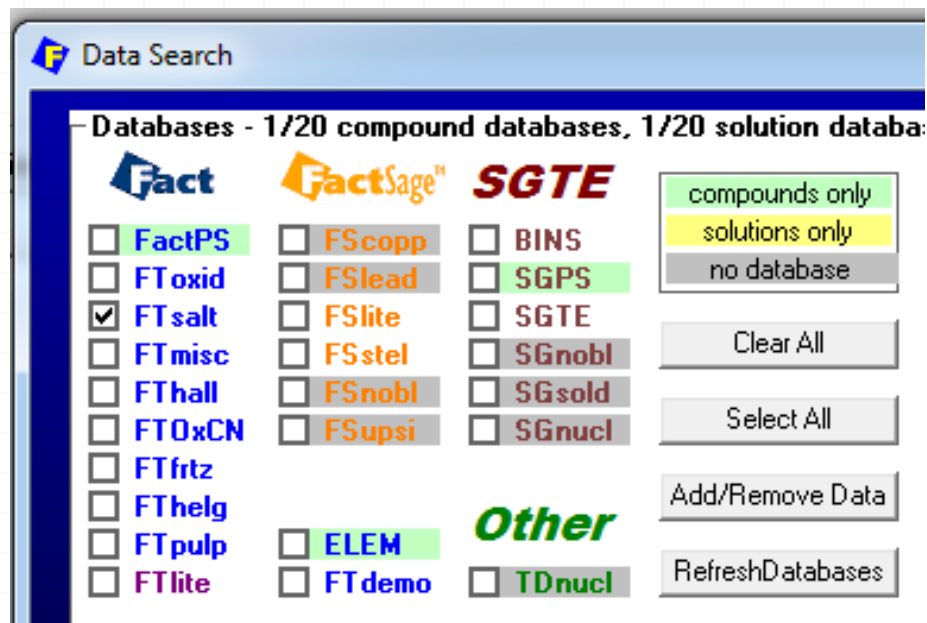 Data Search
Databases - 1/20 compound databases, 1/20 solution databa
Fact FactSage™ SGTE
FactPS FScopp BINS compounds only
FToxid FSlead SGPS solutions only
FTsalt FSlite SGTE no database
FTmisc FSstel SGnobl Clear All
FThall FSnobl SGsold Select All
FTOxCN FSupsi SGnucl
FTfrtz Add/Remove Data
FThelg Other
FTpulp ELEM RefreshDatabases
FTlite FTdemo TDnucl